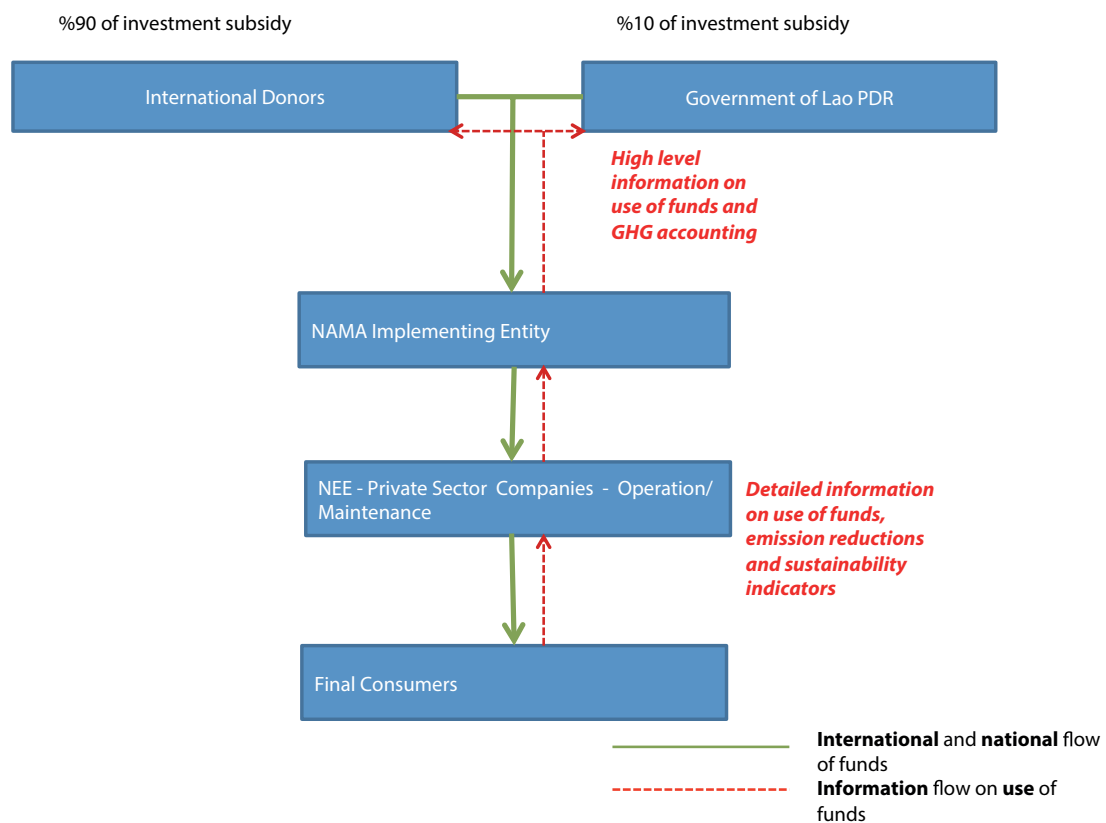 %90 of investment subsidy
%10 of investment subsidy
International Donors
Government of Lao PDR
High level
information on
use of funds and
GHG accounting
NAMA Implementing Entity
NEE - Private Sector Companies - Operation/
Maintenance
Detailed information
on use of funds,
emission reductions
and sustainability
indicators
Final Consumers
International and national flow
of funds
Information flow on use of
funds